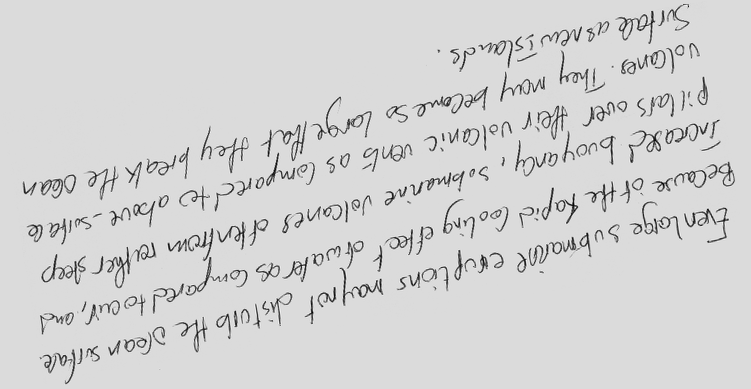 Even large submarine eruptions may not disturb the ocean surface.
Because of the rapid cooling effect of water as compared to air, and
increased buoyancy, submarine volcanoes often from rather steep
pillars over their volcanic vents as compared to above-surface
volcanes. They may become so large that they break the ocean
Surface as new islands.